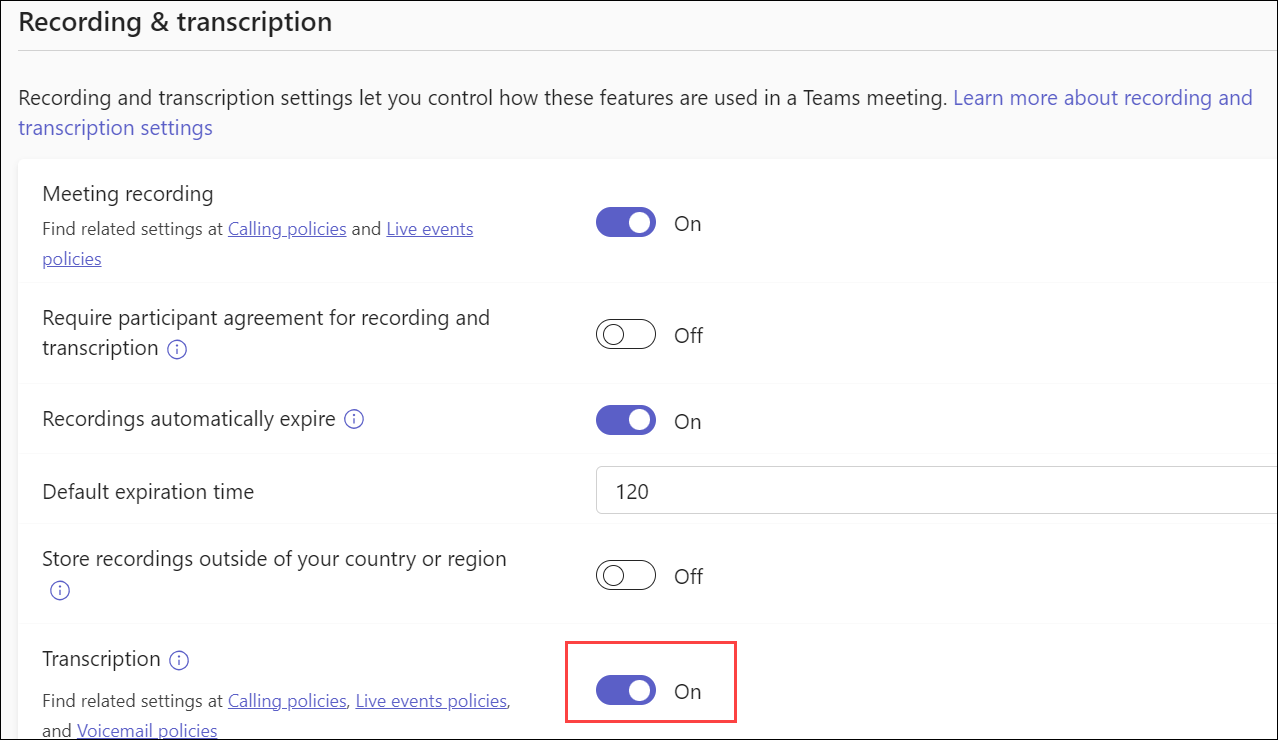 Recording & transcription
Recording and transcription settings let you control how these features are used in a Teams meeting. Learn more about recording and
transcription settings
Meeting recording
Find related settings at Calling policies and Live events
policies
On
Require participant agreement for recording and
transcription
Off
Recordings automatically expire
On
Default expiration time
120
Store recordings outside of your country or region
Off
Transcription
Find related settings at Calling policies, Live events policies,
and Voicemail policies
On